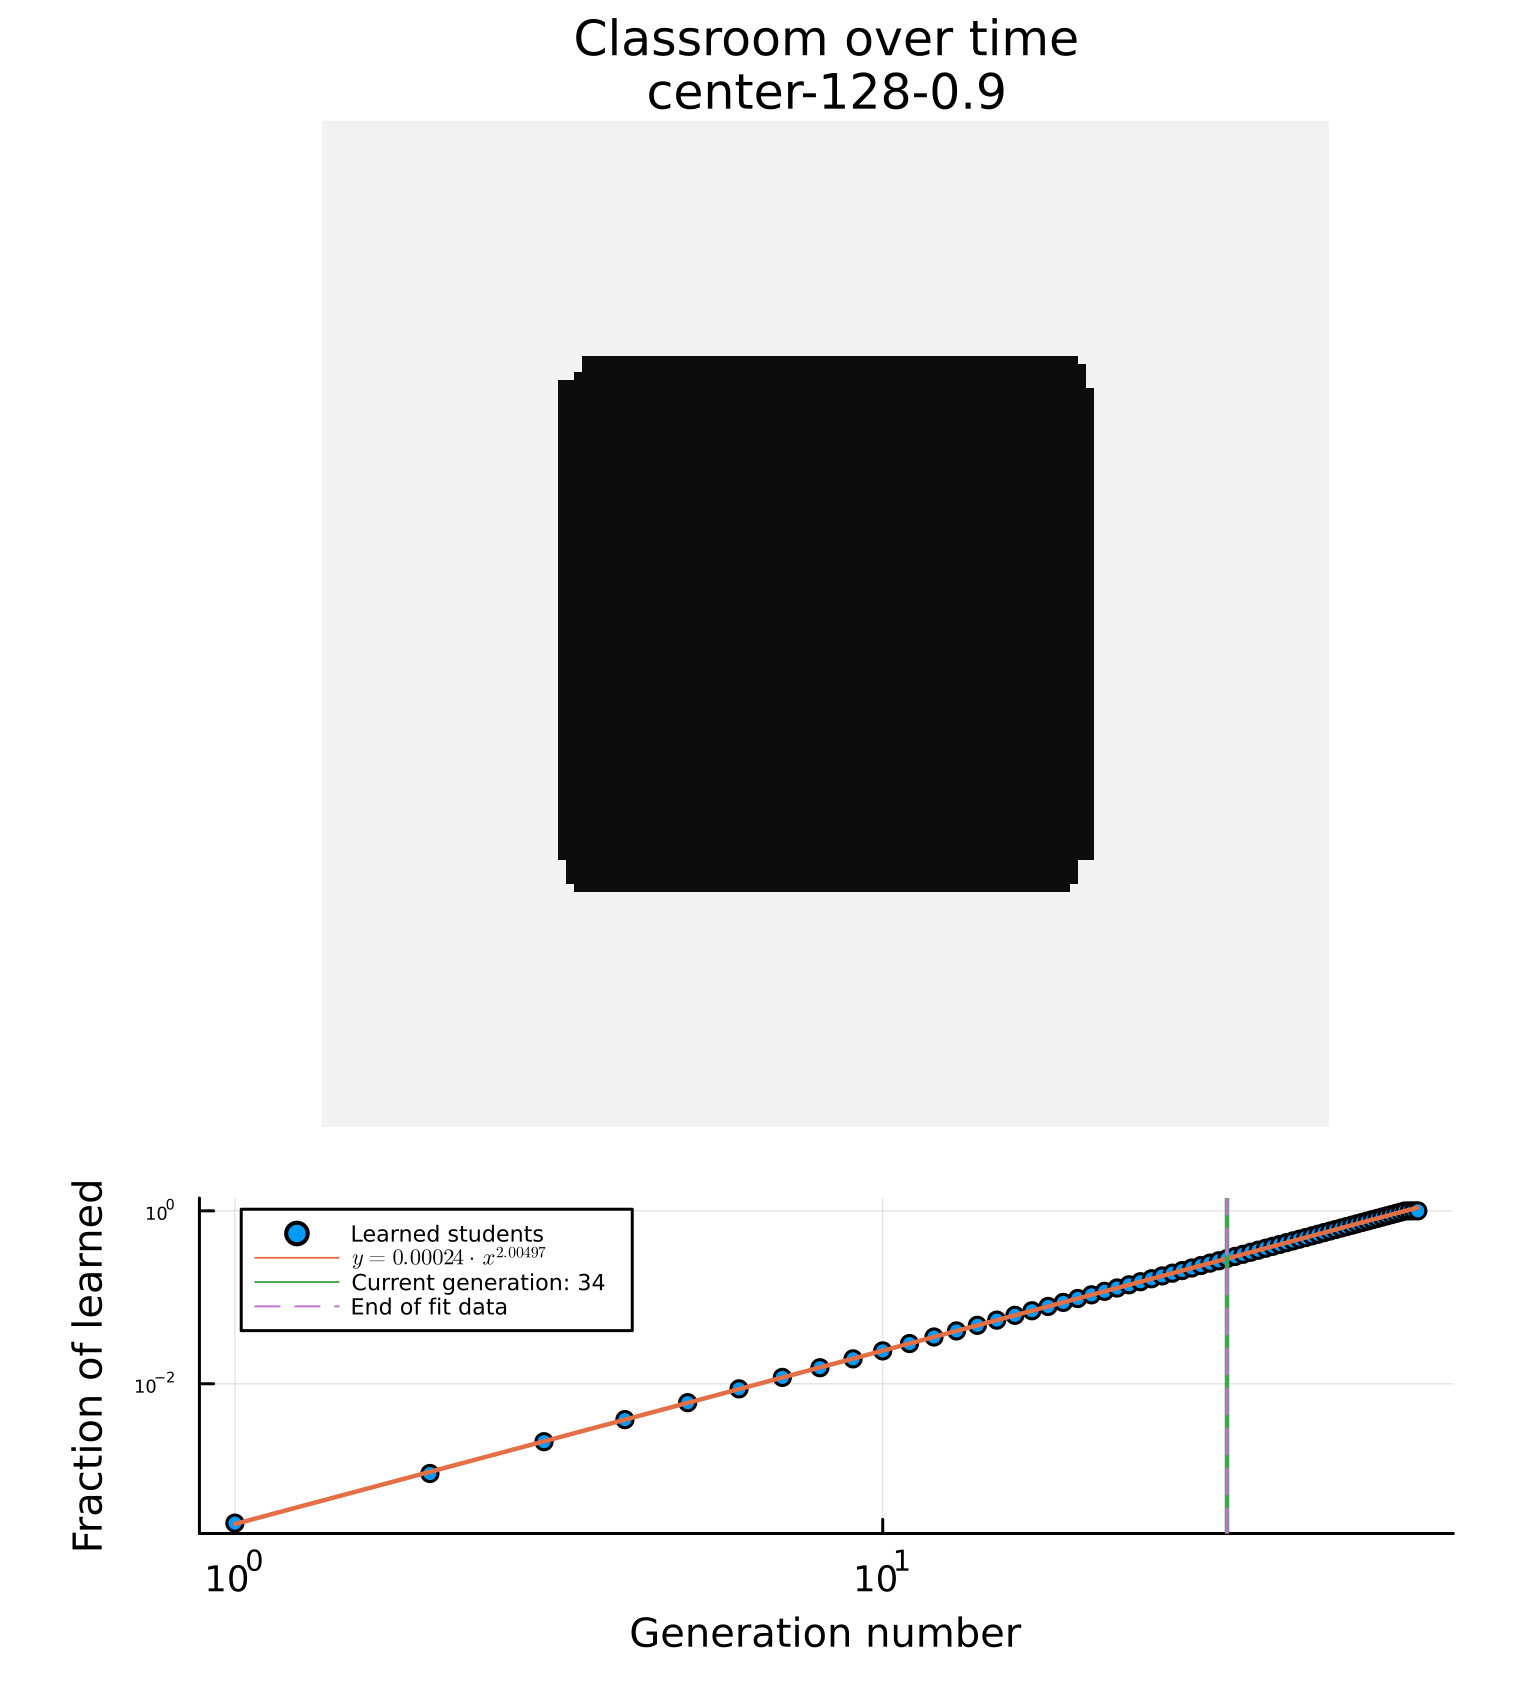 Classroom over time
center-128-0.9
Fraction of learned
10⁰
10⁻²
Learned students
y = 0.00024 · x^2.00497
Current generation: 34
End of fit data
10⁰
10¹
Generation number